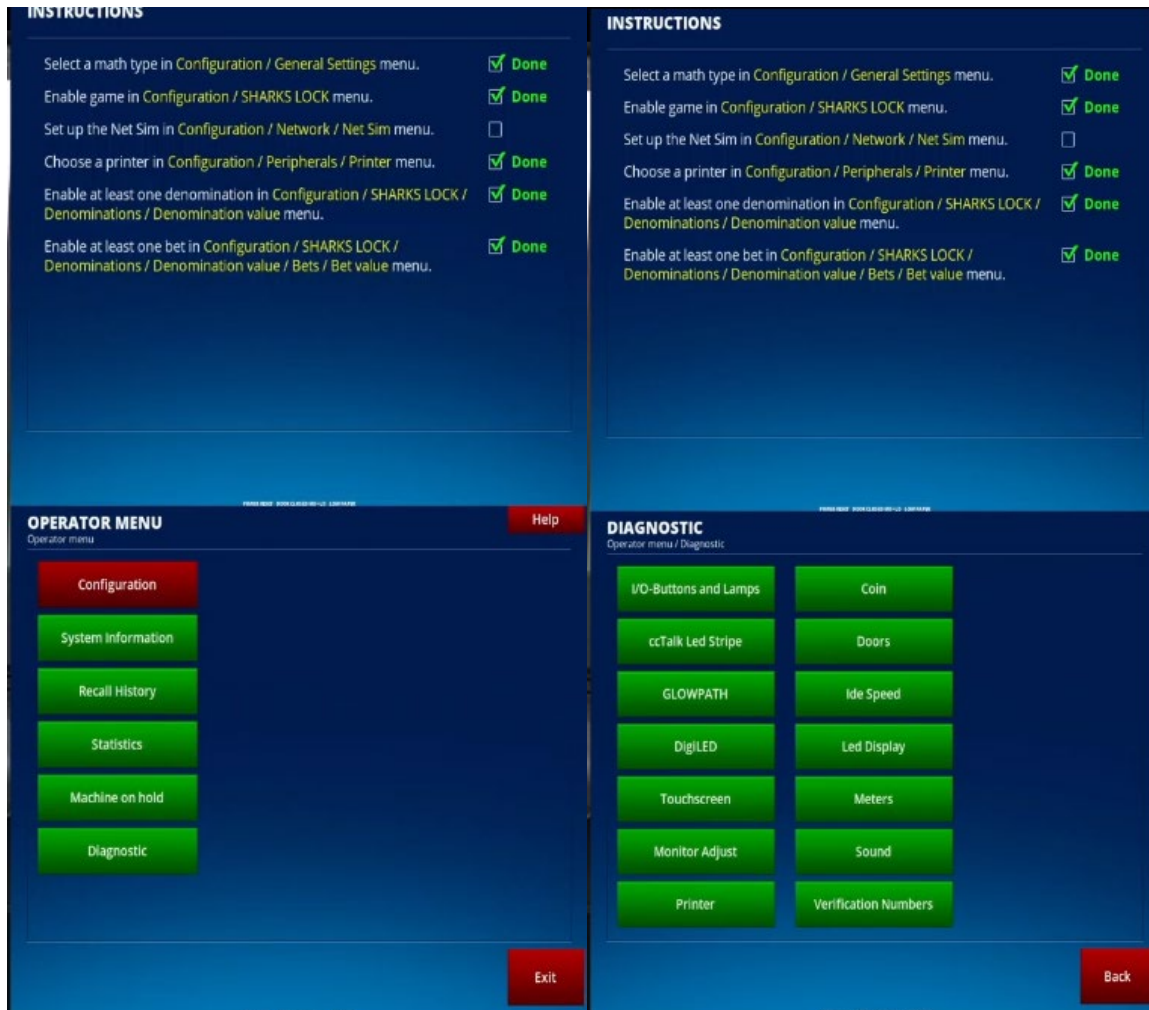 INSTRUCTIONS
Select a math type in Configuration / General Settings menu. Done
Enable game in Configuration / SHARKS LOCK menu. Done
Set up the Net Sim in Configuration / Network / Net Sim menu.
Choose a printer in Configuration / Peripherals / Printer menu. Done
Enable at least one denomination in Configuration / SHARKS LOCK / Done
Denominations / Denomination value menu.
Enable at least one bet in Configuration / SHARKS LOCK / Done
Denominations / Denomination value / Bets / Bet value menu.
OPERATOR MENU
Operator menu
Help
Configuration
System Information
Recall History
Statistics
Machine on hold
Diagnostic
Exit
INSTRUCTIONS
Select a math type in Configuration / General Settings menu. Done
Enable game in Configuration / SHARKS LOCK menu. Done
Set up the Net Sim in Configuration / Network / Net Sim menu.
Choose a printer in Configuration / Peripherals / Printer menu. Done
Enable at least one denomination in Configuration / SHARKS LOCK / Done
Denominations / Denomination value menu.
Enable at least one bet in Configuration / SHARKS LOCK / Done
Denominations / Denomination value / Bets / Bet value menu.
DIAGNOSTIC
Operator menu / Diagnostic
I/O-Buttons and Lamps
Coin
ccTalk Led Stripe
Doors
GLOWPATH
Ide Speed
DigiLED
Led Display
Touchscreen
Meters
Monitor Adjust
Sound
Printer
Verification Numbers
Back